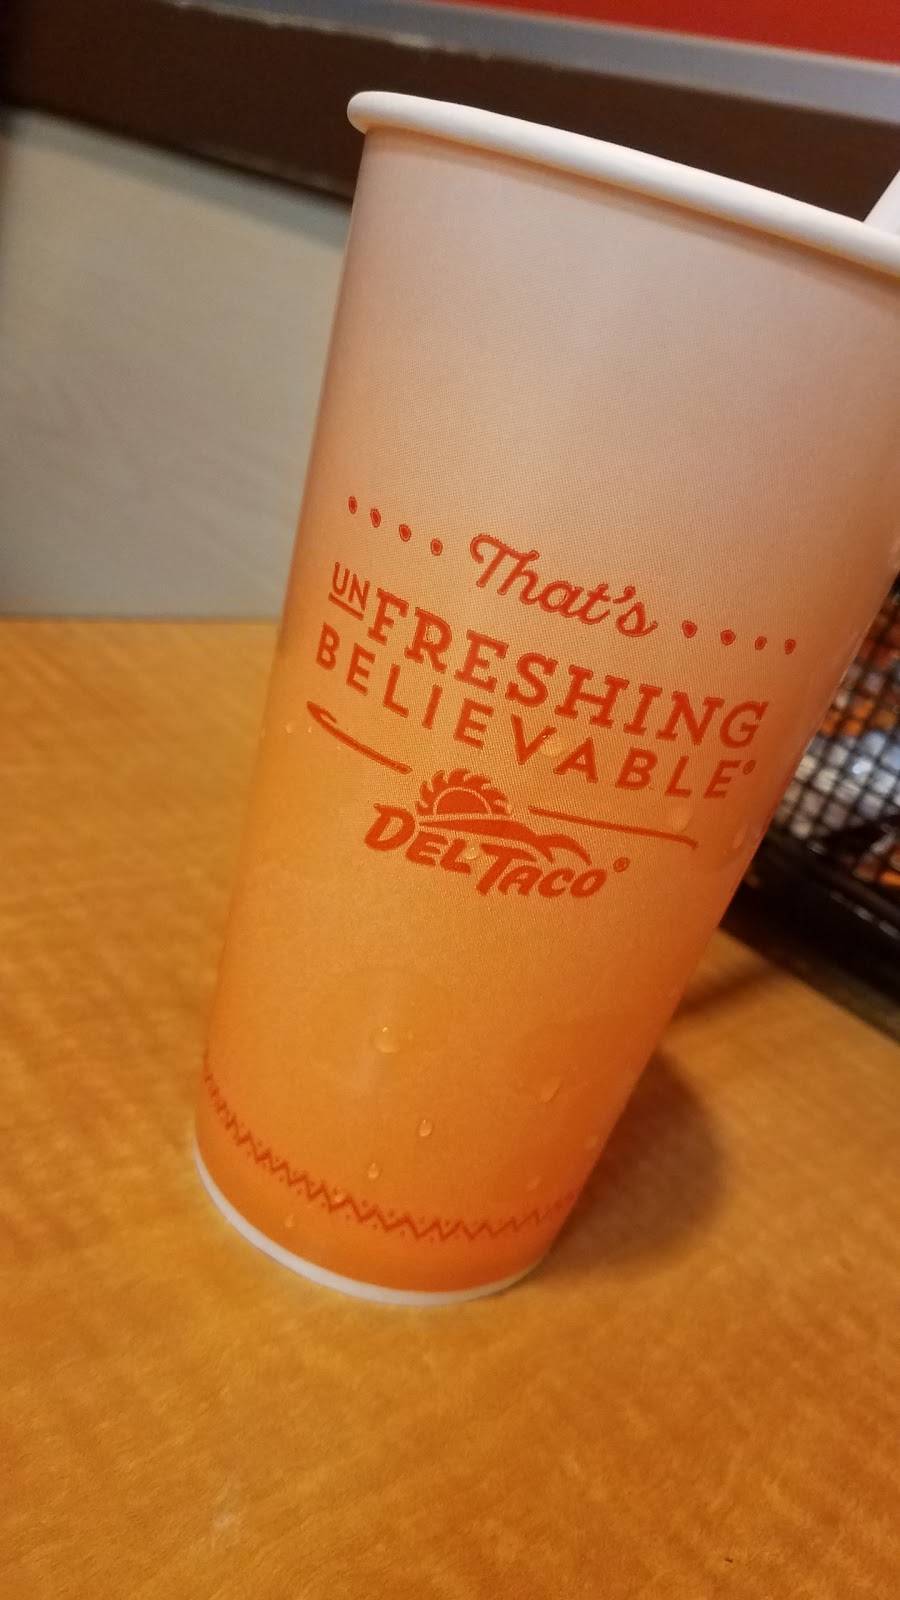 That's
UNFRESHING
BELIEVABLE®
DEL TACO®